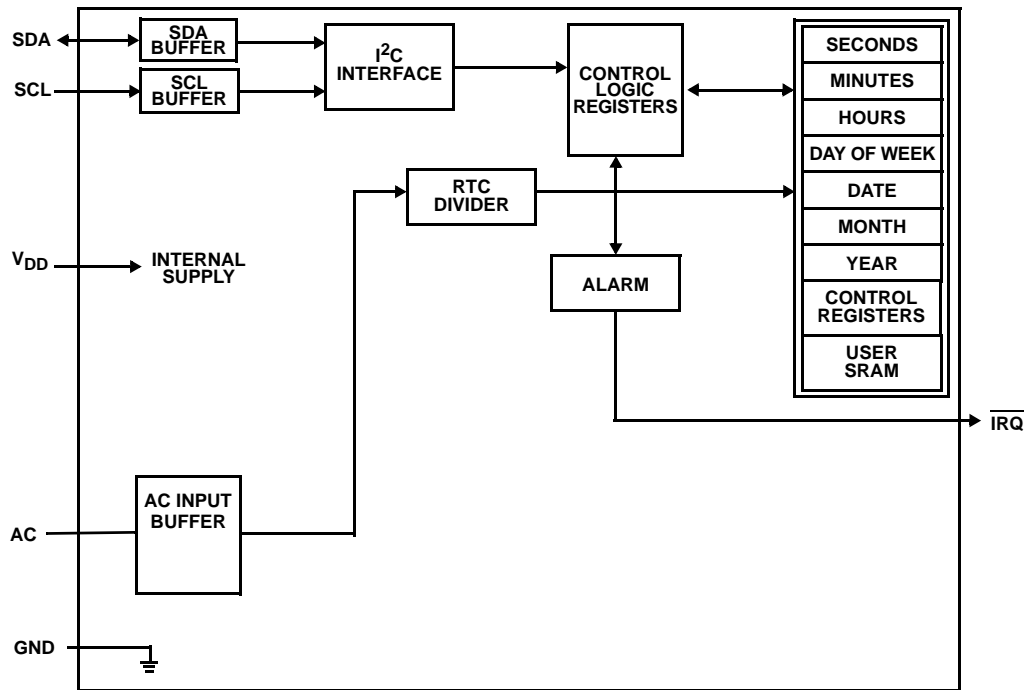 SDA
SDA
BUFFER
SCL
SCL
BUFFER
I²C
INTERFACE
CONTROL
LOGIC
REGISTERS
SECONDS
MINUTES
HOURS
DAY OF WEEK
DATE
MONTH
YEAR
CONTROL
REGISTERS
USER
SRAM
RTC
DIVIDER
VDD
INTERNAL
SUPPLY
ALARM
IRQ
AC
AC INPUT
BUFFER
GND